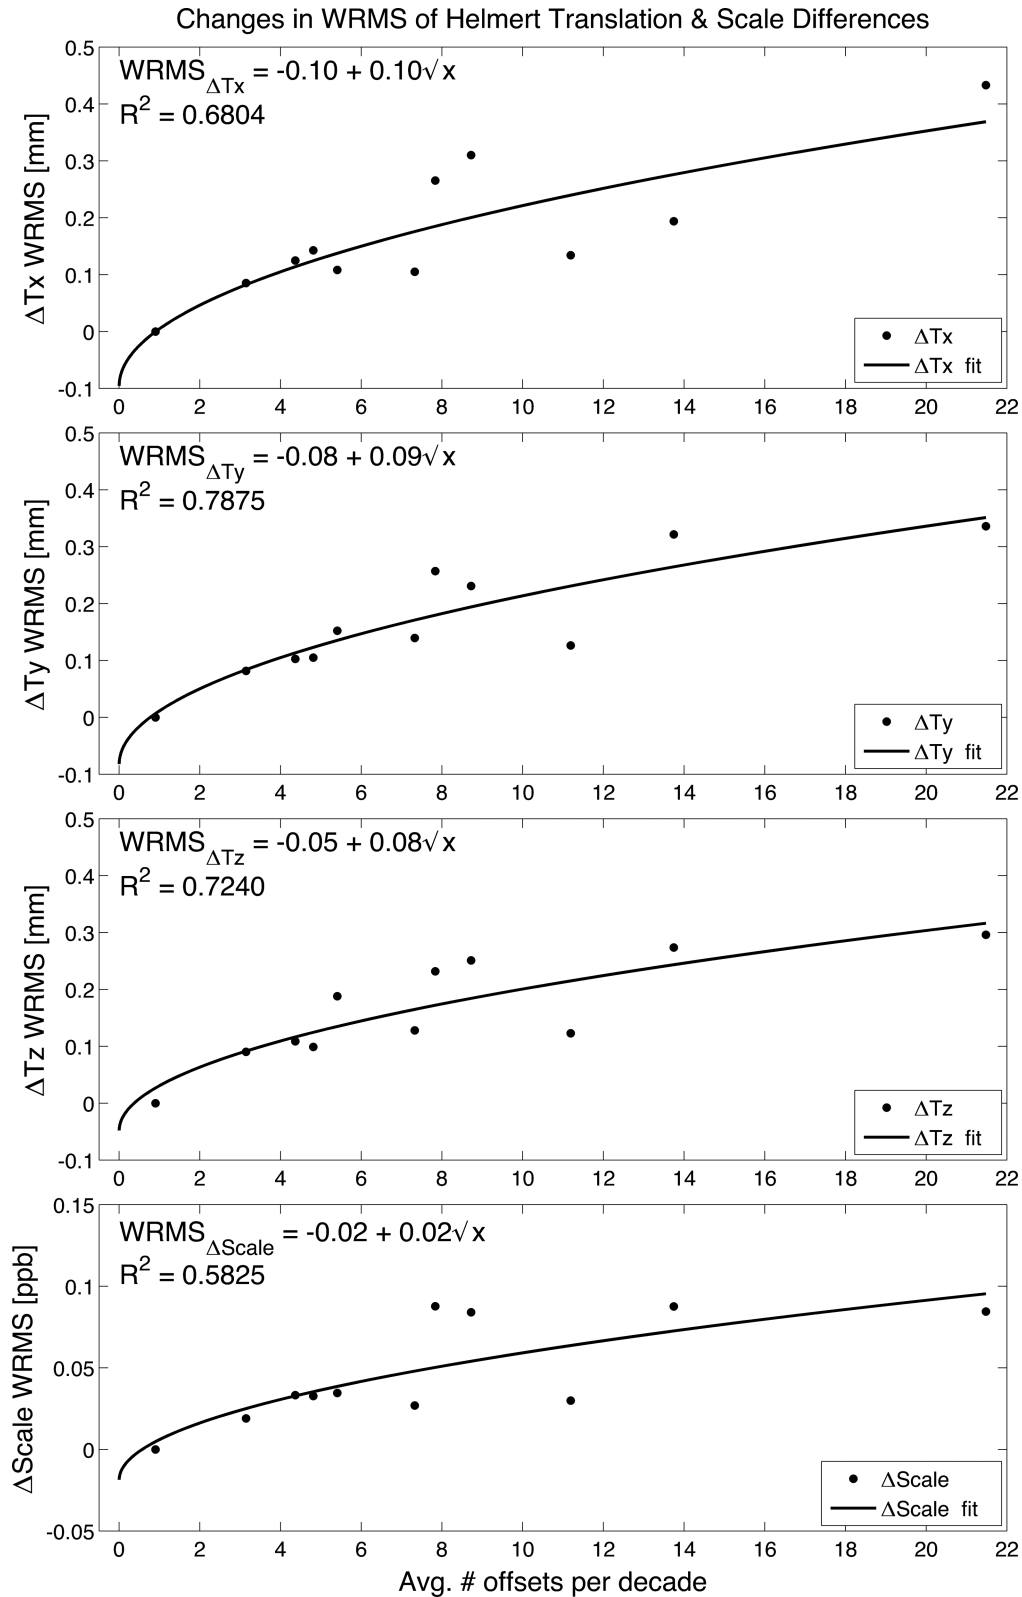 Changes in WRMS of Helmert Translation & Scale Differences
WRMS_ΔTx = -0.10 + 0.10√x
R² = 0.6804
ΔTx WRMS [mm]
0.5
0.4
0.3
0.2
0.1
0
-0.1
ΔTx
ΔTx fit
0 2 4 6 8 10 12 14 16 18 20 22
WRMS_ΔTy = -0.08 + 0.09√x
R² = 0.7875
ΔTy WRMS [mm]
0.5
0.4
0.3
0.2
0.1
0
-0.1
ΔTy
ΔTy fit
0 2 4 6 8 10 12 14 16 18 20 22
WRMS_ΔTz = -0.05 + 0.08√x
R² = 0.7240
ΔTz WRMS [mm]
0.5
0.4
0.3
0.2
0.1
0
-0.1
ΔTz
ΔTz fit
0 2 4 6 8 10 12 14 16 18 20 22
WRMS_ΔScale = -0.02 + 0.02√x
R² = 0.5825
ΔScale WRMS [ppb]
0.15
0.1
0.05
0
-0.05
ΔScale
ΔScale fit
0 2 4 6 8 10 12 14 16 18 20 22
Avg. # offsets per decade